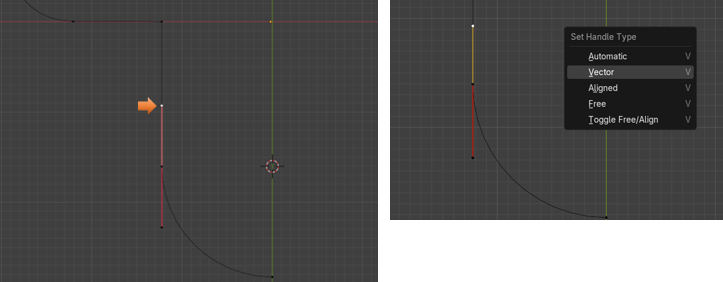 Set Handle Type
Automatic V
Vector V
Aligned V
Free V
Toggle Free/Align V